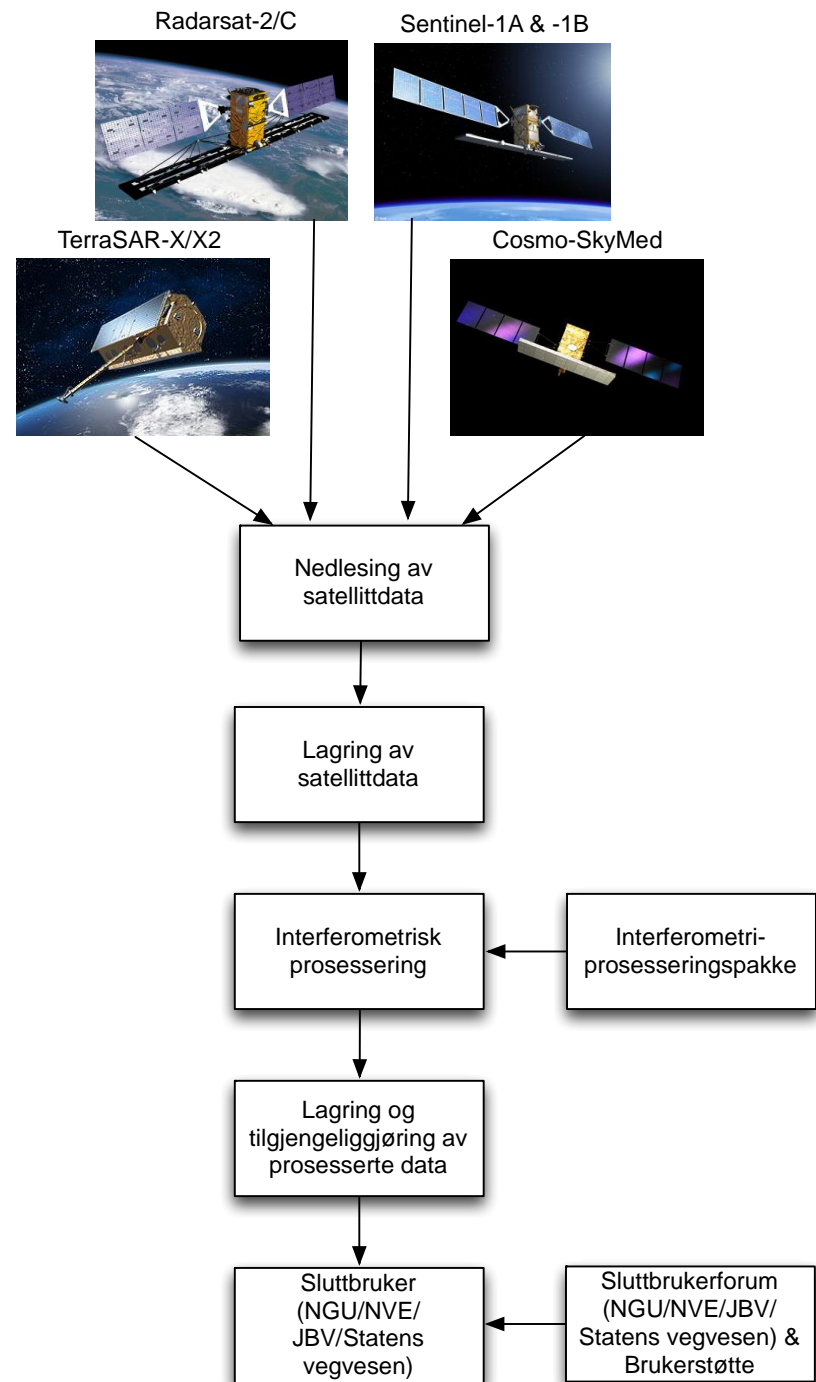 Radarsat-2/C
Sentinel-1A & -1B
TerraSAR-X/X2
Cosmo-SkyMed
Nedlesing av
satellittdata
Lagring av
satellittdata
Interferometrisk
prosessering
Interferometri-
prosesseringspakke
Lagring og
tilgjengeliggjøring av
prosesserte data
Sluttbruker
(NGU/NVE/
JBV/Statens
vegvesen)
Sluttbrukerforum
(NGU/NVE/JBV/
Statens vegvesen) &
Brukerstøtte